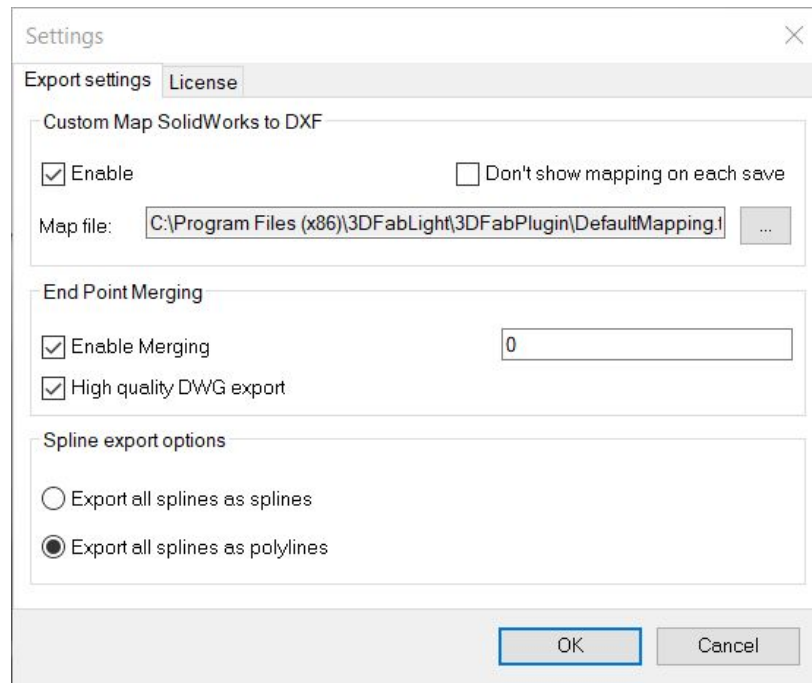 Settings
Export settings License
Custom Map SolidWorks to DXF
Enable Don't show mapping on each save
Map file: C:\Program Files (x86)\3DFabLight\3DFabPlugin\DefaultMapping.t ...
End Point Merging
Enable Merging 0
High quality DWG export
Spline export options
Export all splines as splines
Export all splines as polylines
OK Cancel